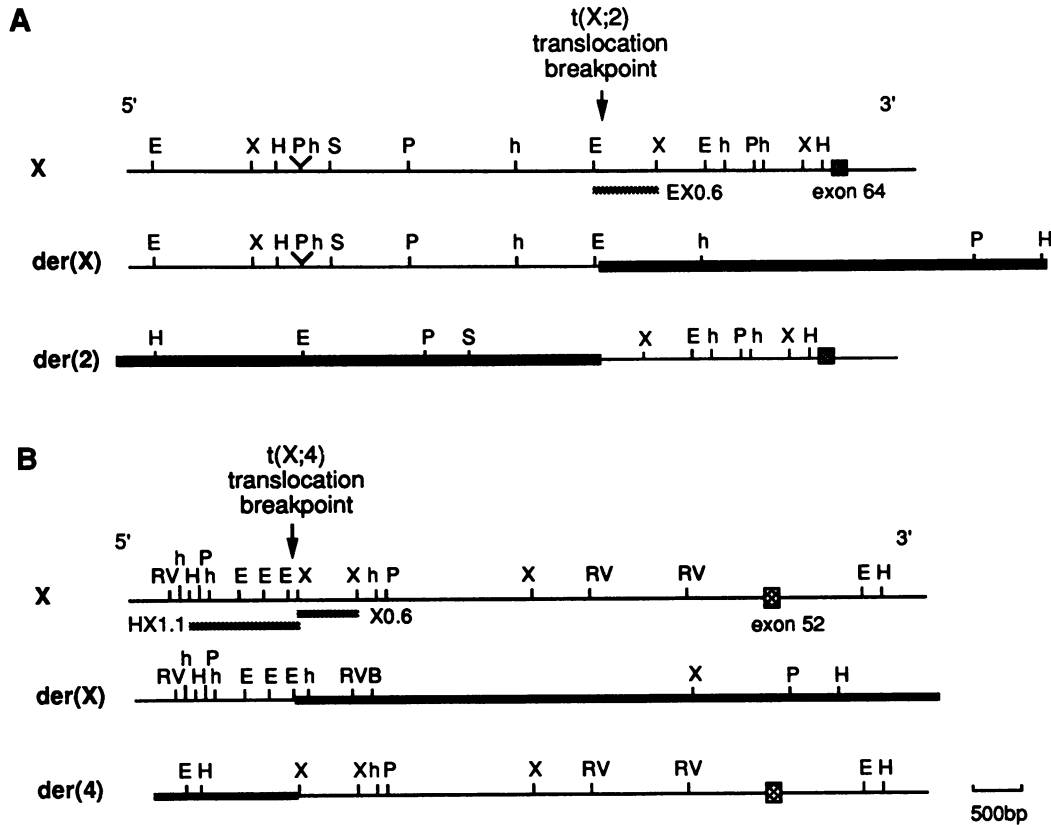 A
t(X;2)
translocation
breakpoint
5'
3'
E X H P h S P h E X E h Ph X H
X
EX0.6
exon 64
E X H P h S P h E h P H
der(X)
H E P S X E h P h X H
der(2)
B
t(X;4)
translocation
breakpoint
5'
3'
h P
RV H h E E E X X h P X RV RV E H
X
HX1.1
X0.6
exon 52
h P
RV H h E E E h RV B X P H
der(X)
E H X X h P X RV RV E H
der(4)
500bp